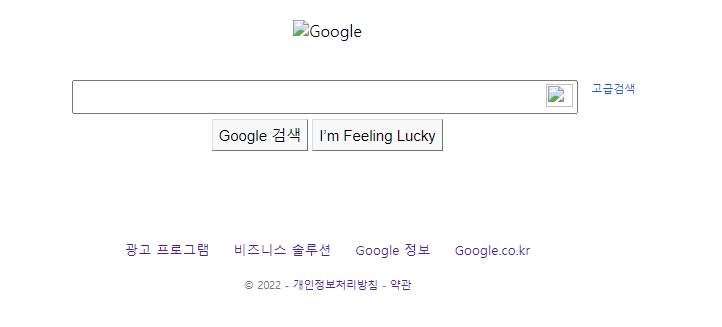 Google
고급검색
Google 검색 I'm Feeling Lucky
광고 프로그램 비즈니스 솔루션 Google 정보 Google.co.kr
© 2022 - 개인정보처리방침 - 약관